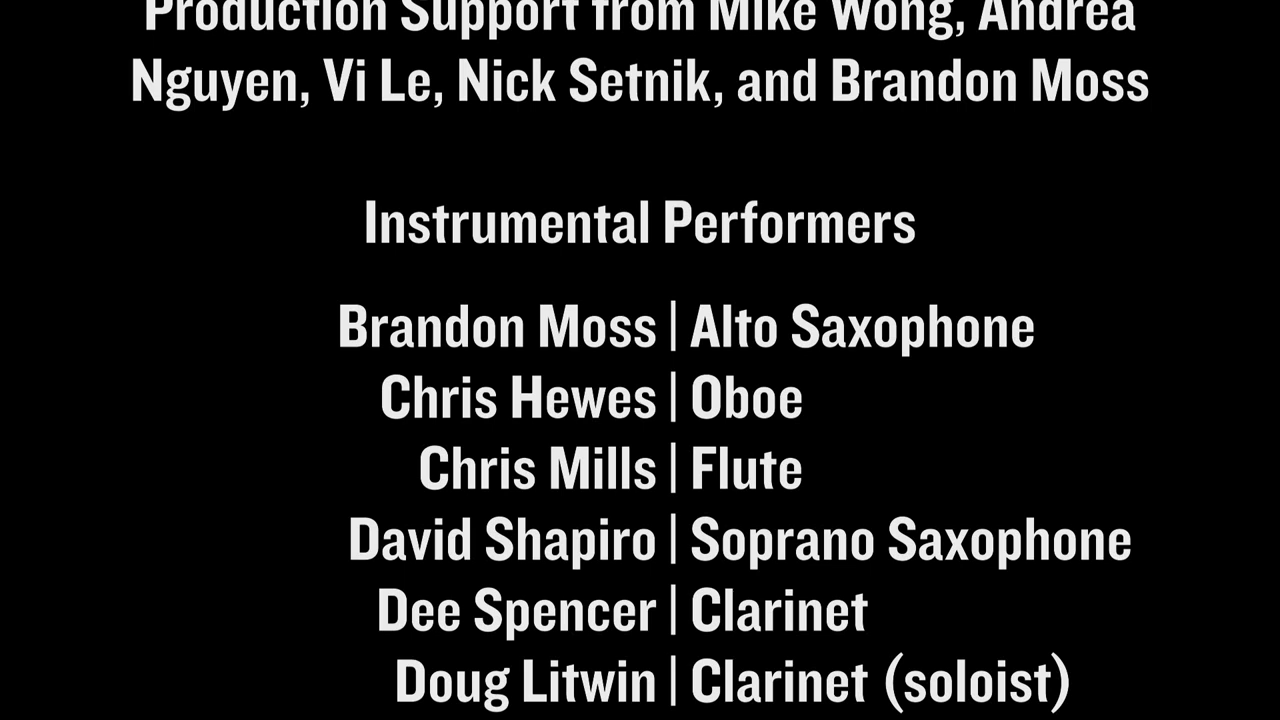 Production Support from Mike Wong, Andrea
Nguyen, Vi Le, Nick Setnik, and Brandon Moss
Instrumental Performers
Brandon Moss | Alto Saxophone
Chris Hewes | Oboe
Chris Mills | Flute
David Shapiro | Soprano Saxophone
Dee Spencer | Clarinet
Doug Litwin | Clarinet (soloist)